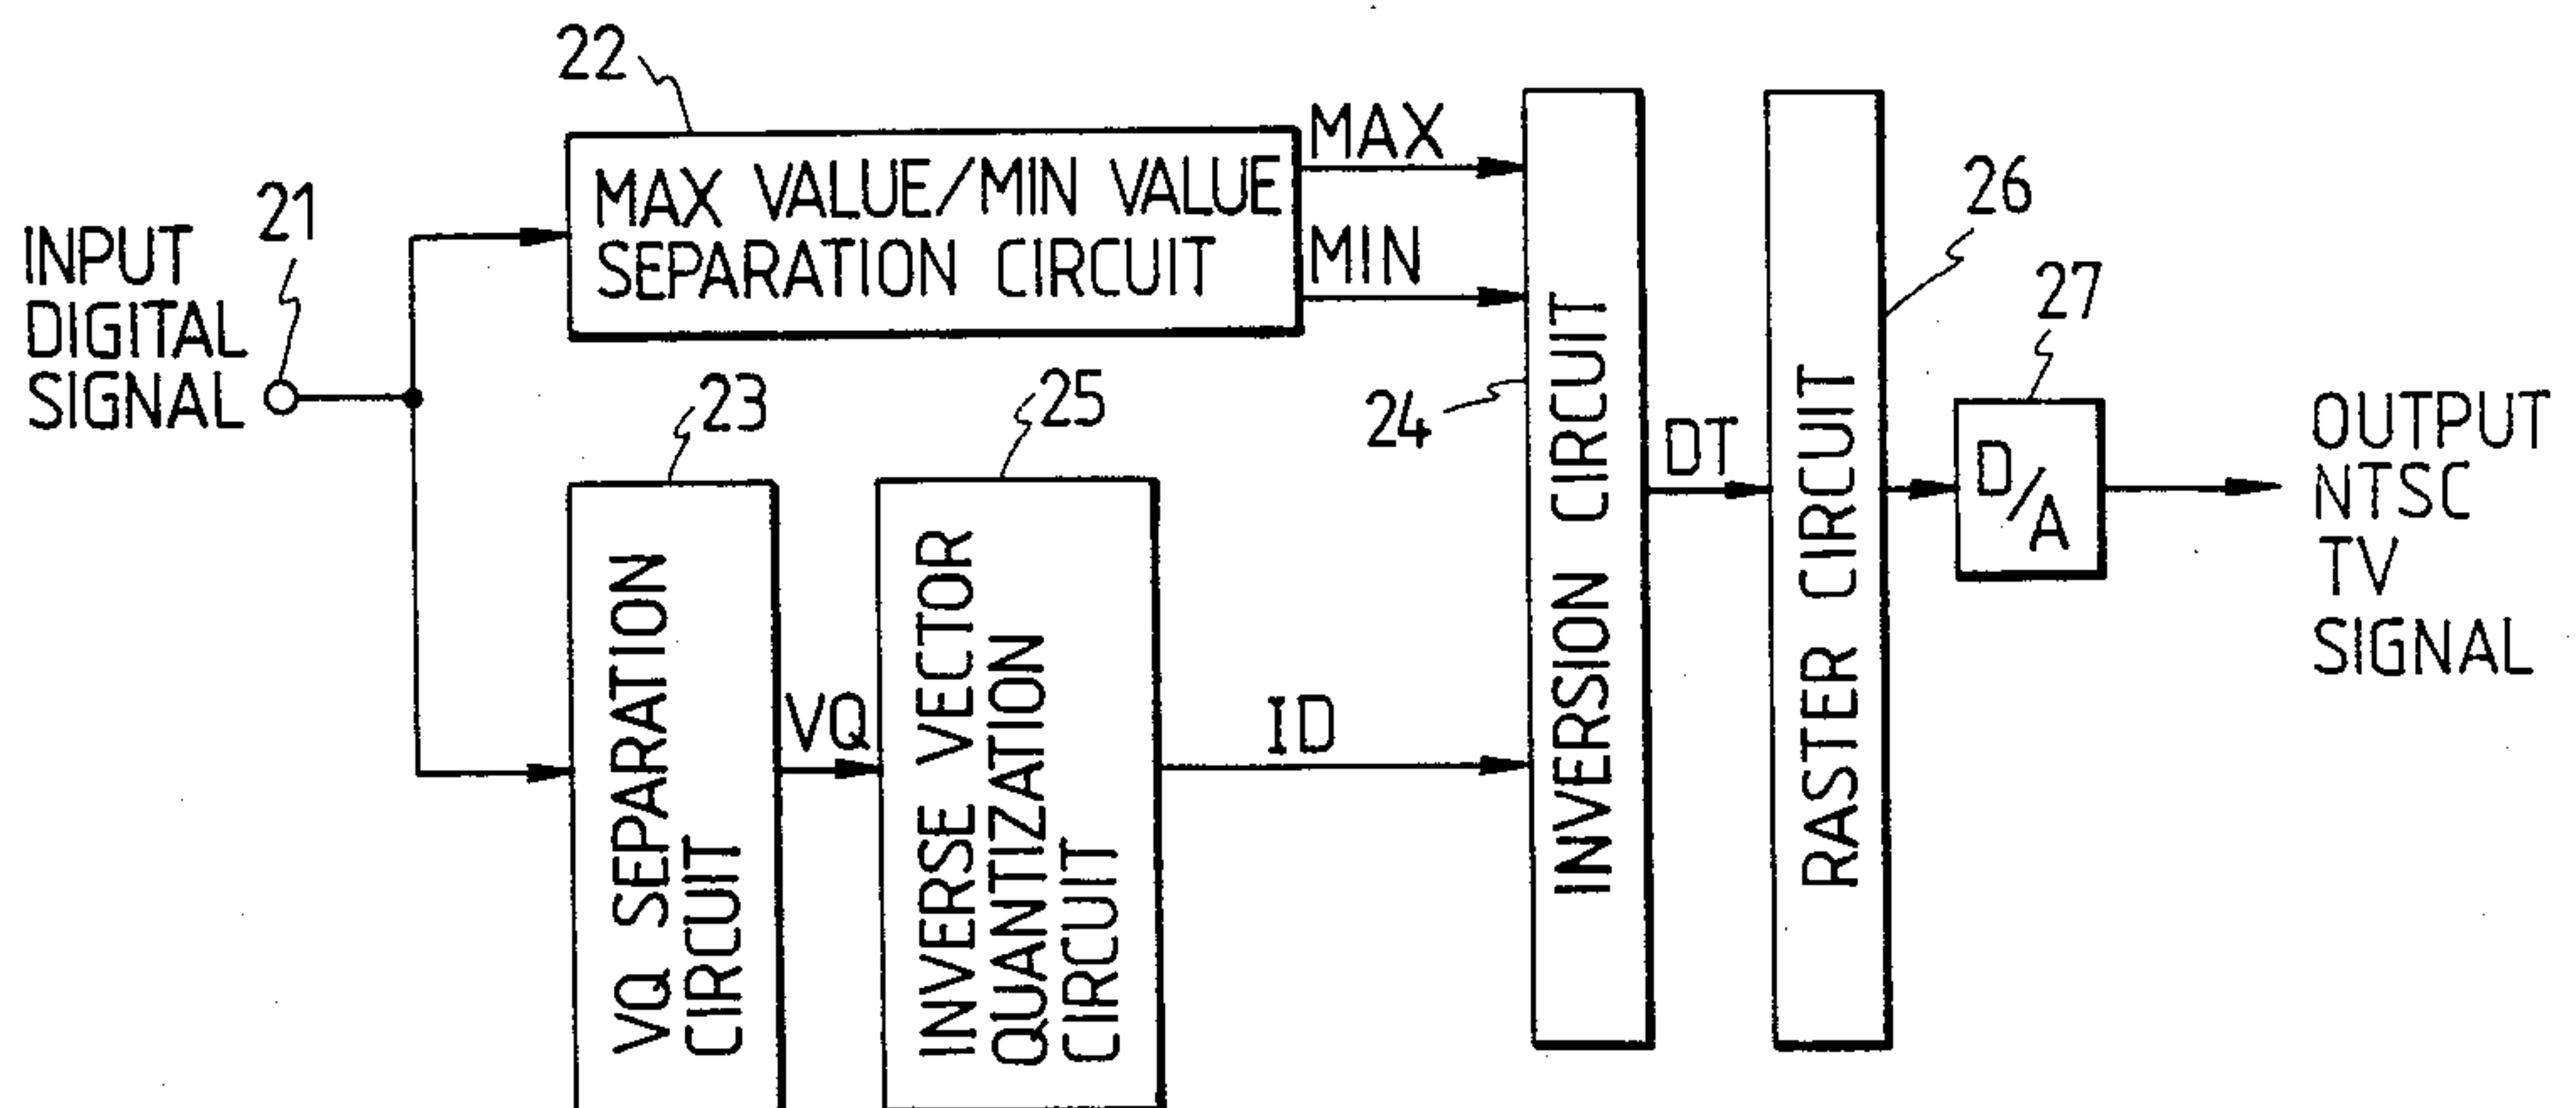 22
MAX VALUE/MIN VALUE
SEPARATION CIRCUIT
MAX
MIN
21
INPUT
DIGITAL
SIGNAL
23
VQ SEPARATION
CIRCUIT
VQ
25
INVERSE VECTOR
QUANTIZATION
CIRCUIT
ID
24
INVERSION CIRCUIT
DT
26
RASTER CIRCUIT
27
D/A
OUTPUT
NTSC
TV
SIGNAL